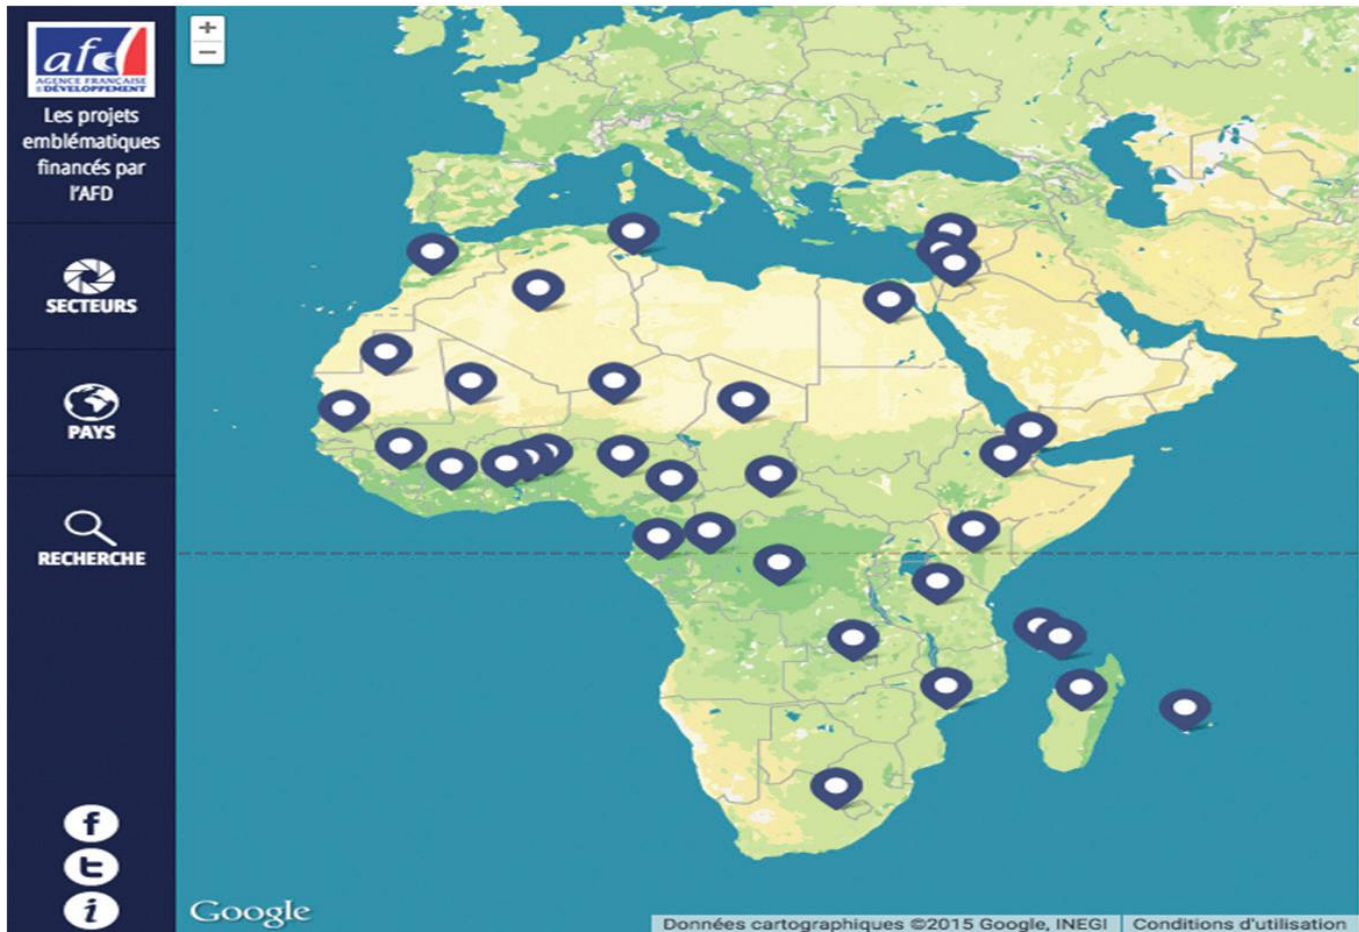 afd
AGENCE FRANÇAISE
DE DÉVELOPPEMENT
Les projets
emblématiques
financés par
l'AFD
SECTEURS
PAYS
RECHERCHE
+
−
f
t
i
Google
Données cartographiques ©2015 Google, INEGI
Conditions d'utilisation